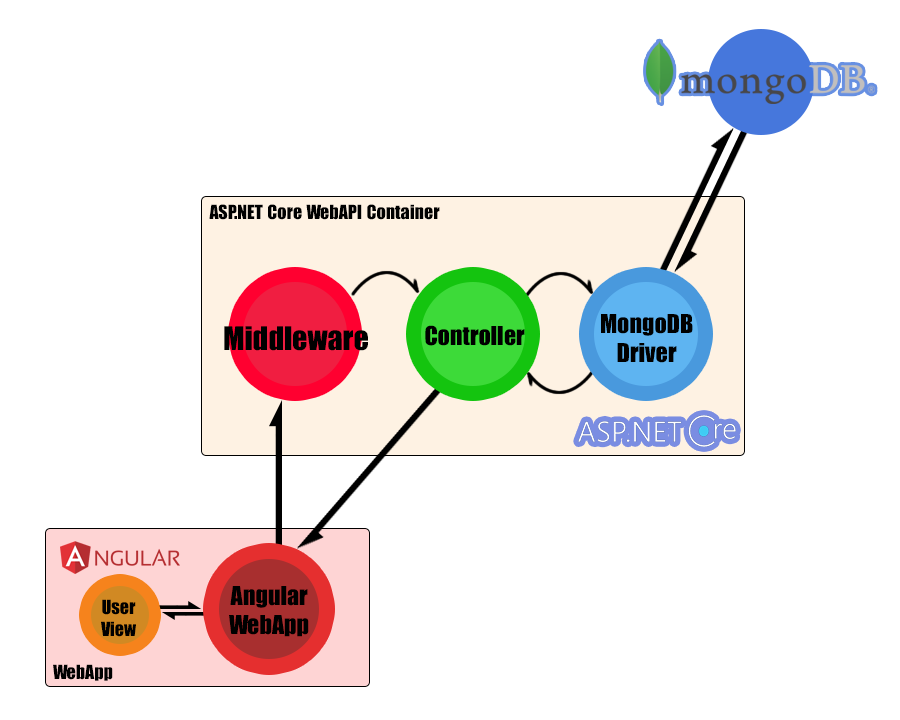 mongoDB.
ASP.NET Core WebAPI Container
Middleware
Controller
MongoDB
Driver
ASP.NET Core
ANGULAR
User
View
Angular
WebApp
WebApp